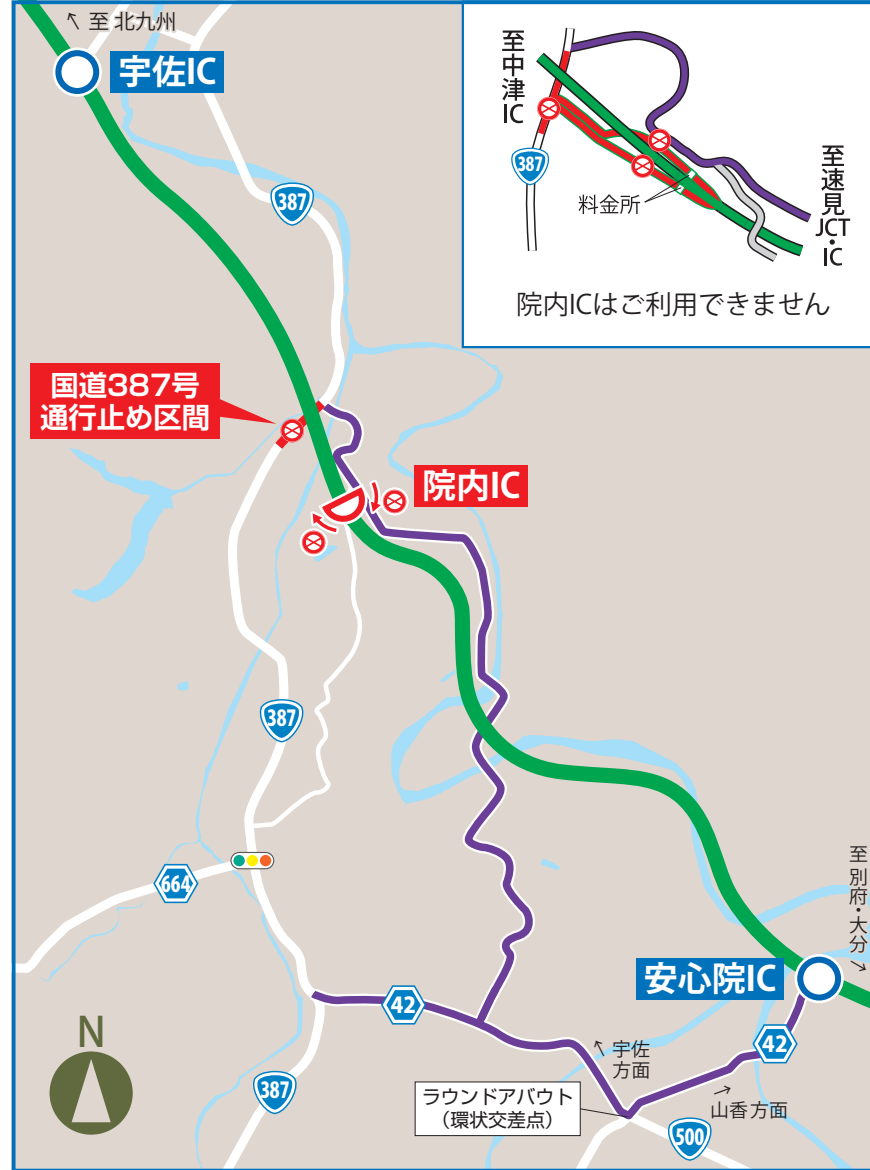 ↖ 至 北九州
宇佐IC
387
国道387号
通行止め区間
院内IC
387
664
42
安心院IC
至 別府・大分 →
42
↖ 宇佐
方面
→
山香方面
ラウンドアバウト
（環状交差点）
387
500
N
至中津IC
387
料金所
至速見JCT・IC
院内ICはご利用できません